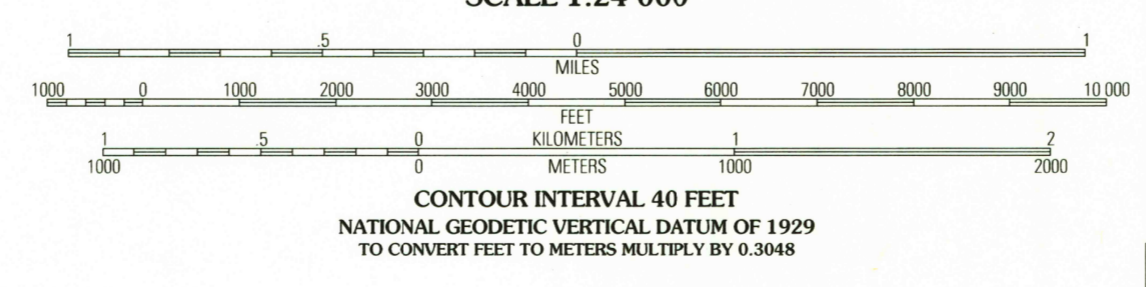 SCALE 1:24 000
1 .5 0 1
MILES
1000 0 1000 2000 3000 4000 5000 6000 7000 8000 9000 10 000
FEET
1 .5 0 KILOMETERS 1 2
1000 0 METERS 1000 2000
CONTOUR INTERVAL 40 FEET
NATIONAL GEODETIC VERTICAL DATUM OF 1929
TO CONVERT FEET TO METERS MULTIPLY BY 0.3048